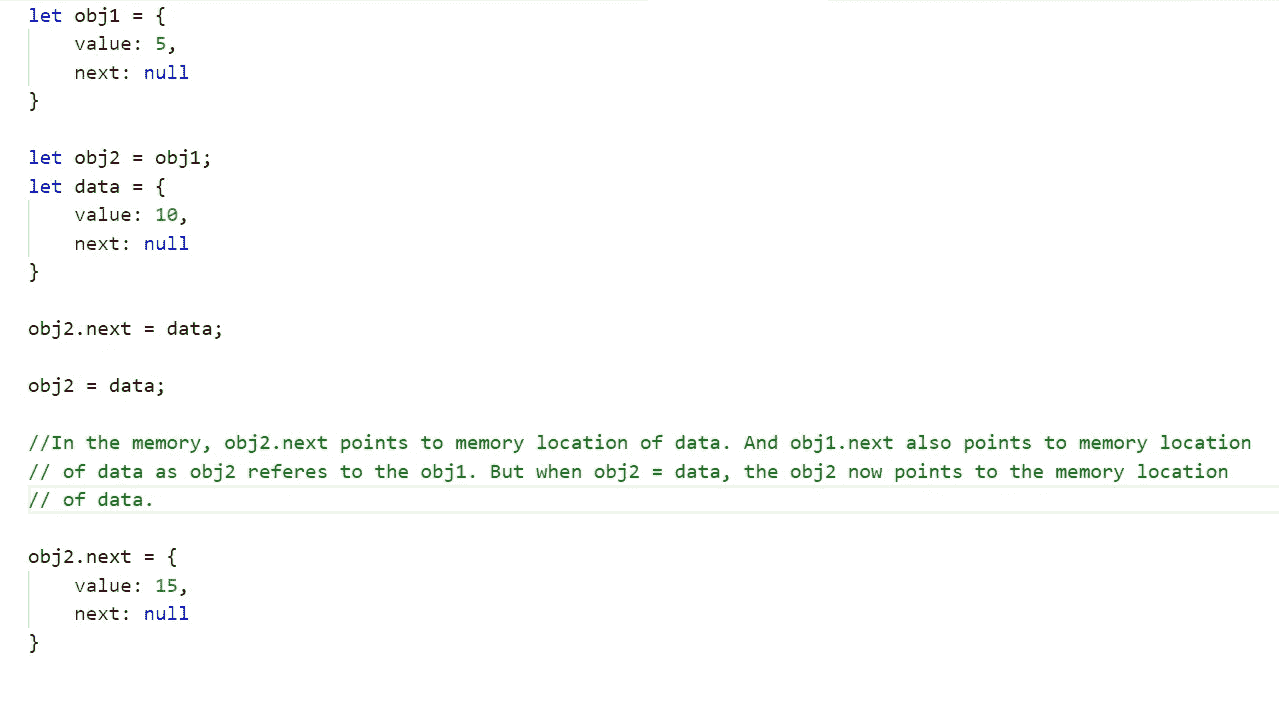 let obj1 = {
    value: 5,
    next: null
}
let obj2 = obj1;
let data = {
    value: 10,
    next: null
}
obj2.next = data;
obj2 = data;
//In the memory, obj2.next points to memory location of data. And obj1.next also points to memory location
// of data as obj2 referes to the obj1. But when obj2 = data, the obj2 now points to the memory location
// of data.
obj2.next = {
    value: 15,
    next: null
}